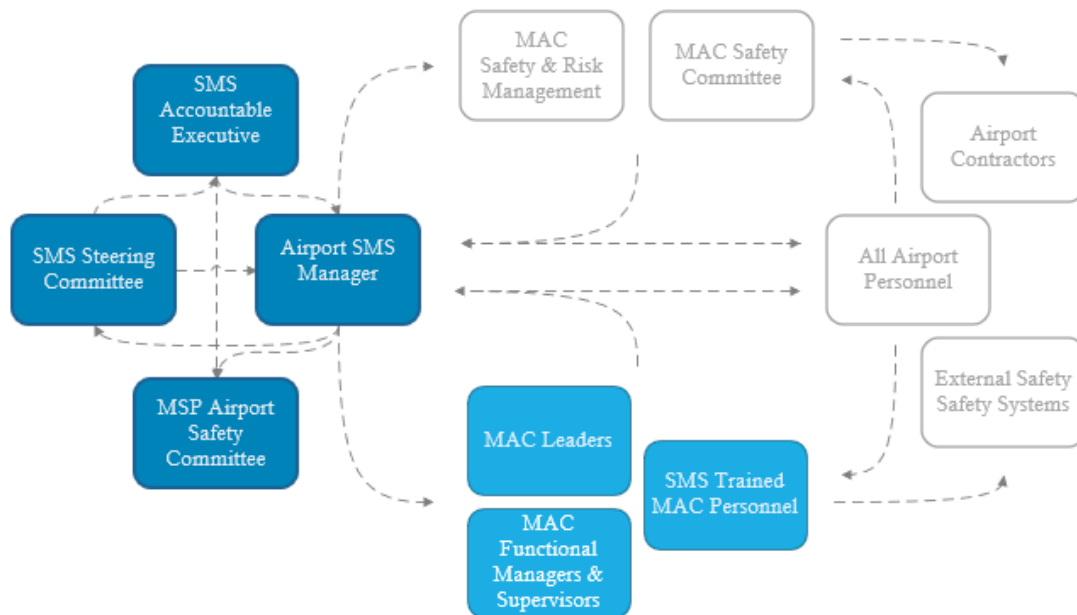 SMS
Accountable
Executive
SMS Steering
Committee
Airport SMS
Manager
MSP Airport
Safety
Committee
MAC
Safety & Risk
Management
MAC Safety
Committee
Airport
Contractors
All Airport
Personnel
External Safety
Safety Systems
MAC Leaders
SMS Trained
MAC Personnel
MAC
Functional
Managers &
Supervisors